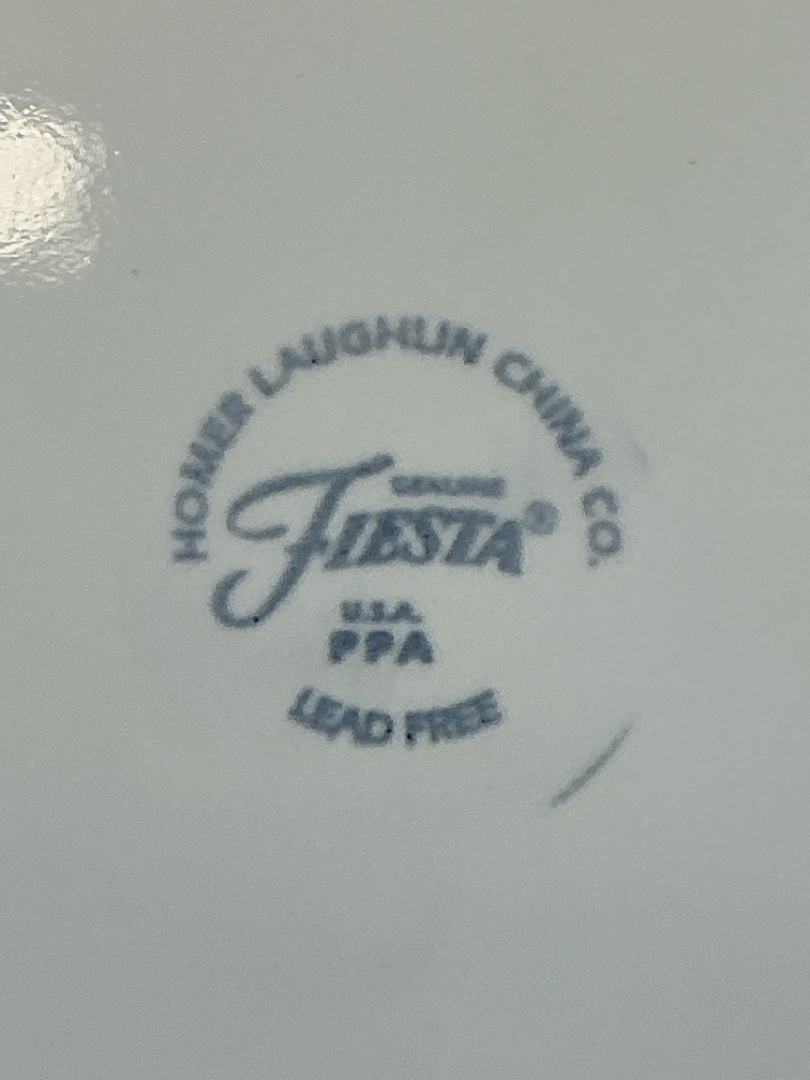 HOMER LAUGHLIN CHINA CO.
GENUINE
FIESTA®
U.S.A.
PPA
LEAD FREE